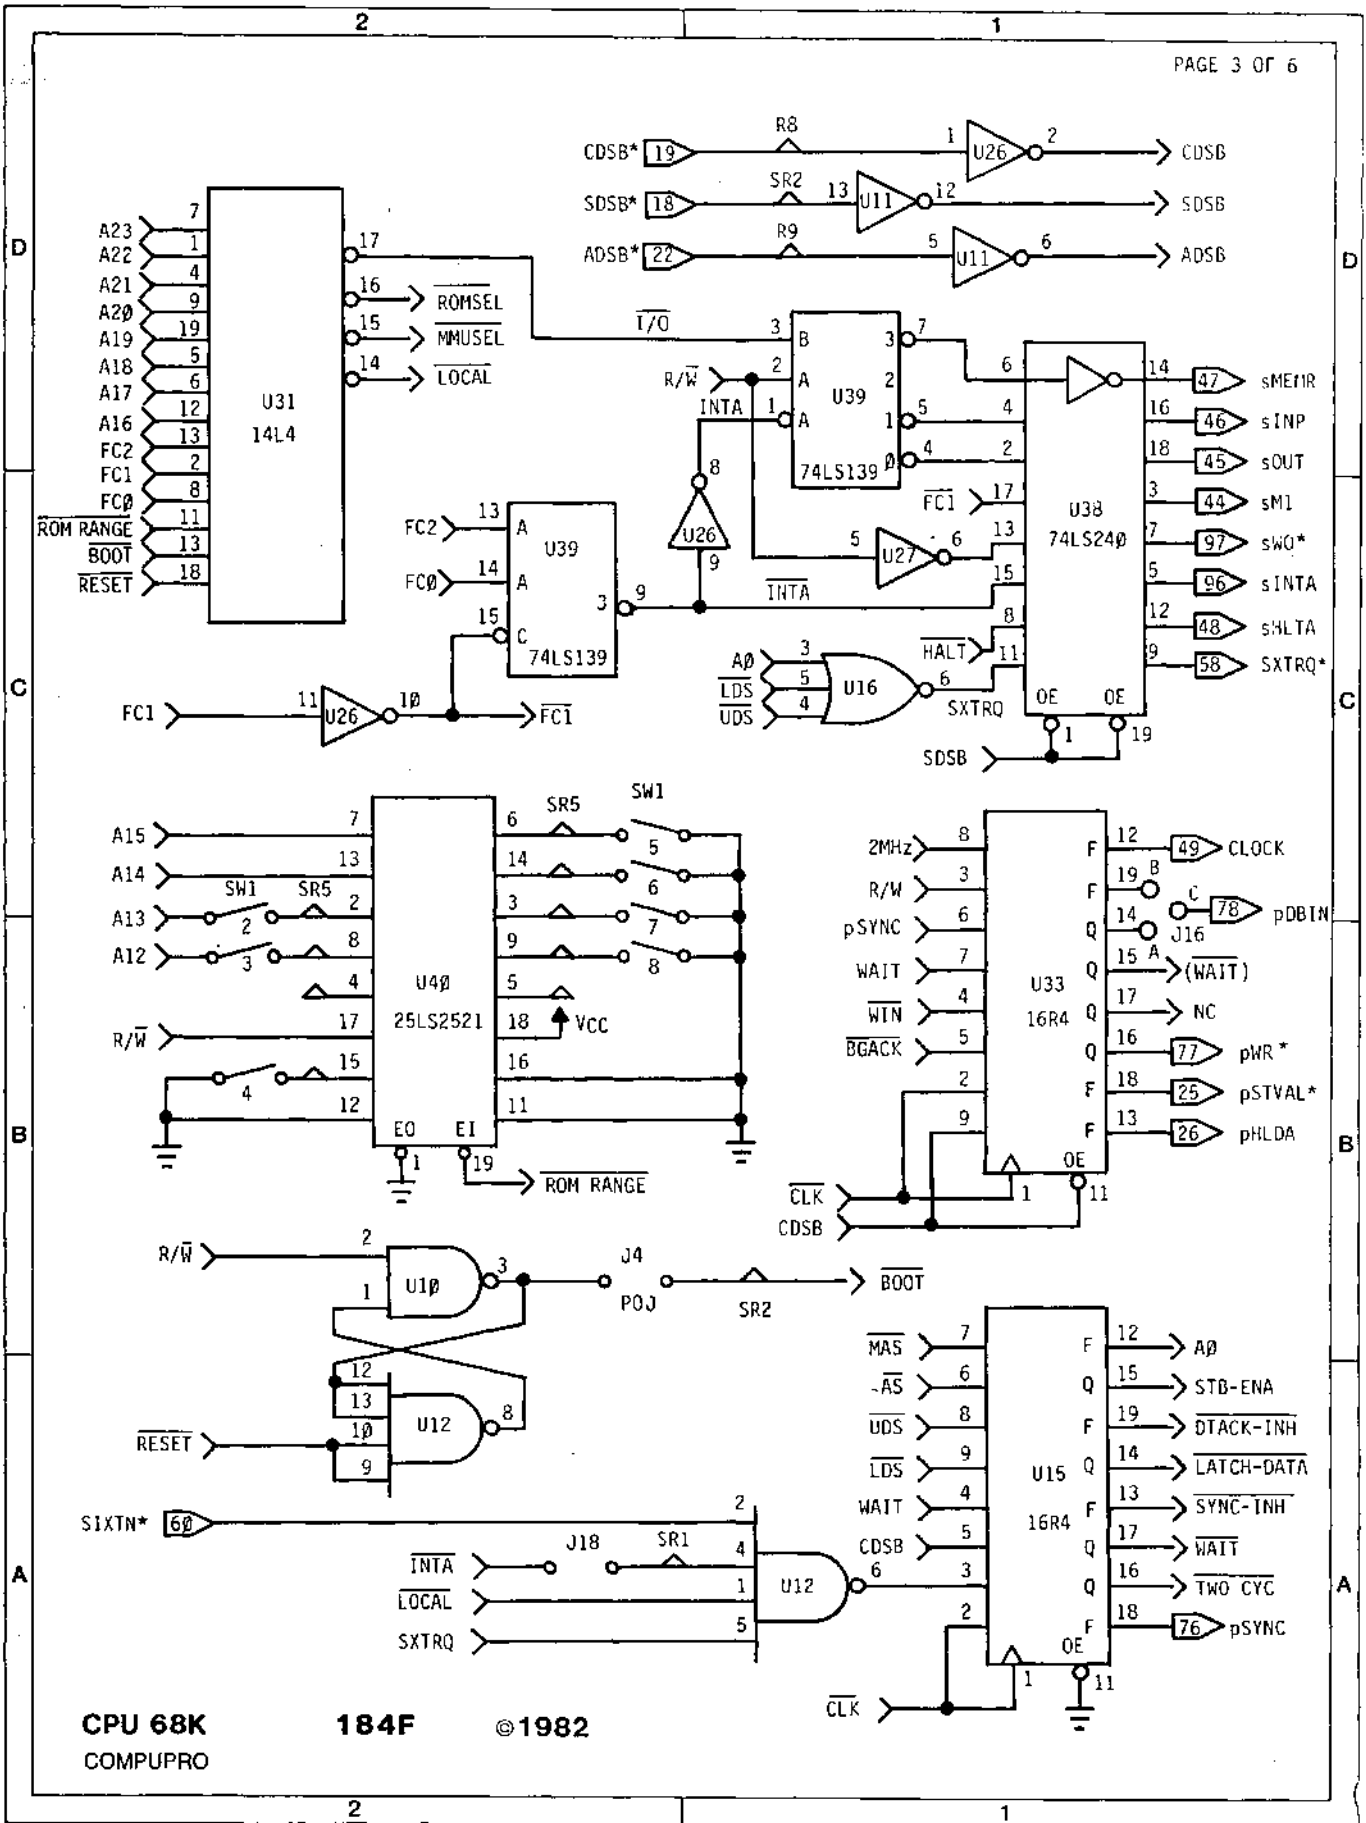 2
1
PAGE 3 OF 6
CDSB* 19 R8 1 U26 2 CDSB
SDSB* 18 SR2 13 U11 12 SDSB
ADSB* 22 R9 5 U11 6 ADSB
D
D
A23 7
A22 1
A21 4
A20 9
A19 19
A18 5
A17 6
A16 12
FC2 13
FC1 2
FC0 8
ROM RANGE 11
BOOT 13
RESET 18
U31
14L4
17
16 ROMSEL
15 MMUSEL
14 LOCAL
I/O 3 B 3 7
R/W 2 A 2
INTA 1 A 1 5
0 4
U39
74LS139
6 14 47 sMEMR
4 16 46 sINP
2 18 45 sOUT
FC1 17 3 44 sM1
5 U27 6 13 7 97 sWO*
INTA 15 5 96 sINTA
HALT 8 12 48 sHLTA
SXTRQ 11 9 58 SXTRQ*
U38
74LS240
OE OE
1 19
SDSB
8
U26
9
FC2 13 A
FC0 14 A
15 C
U39
3 9
74LS139
A0 3
LDS 5
UDS 4
U16 6
C
C
FC1 11 U26 10 FC1
A15 7
A14 13
A13 SW1 2 SR5 2
A12 3 8
4
R/W 17
4 15
12
U40
25LS2521
EO EI
1 19 ROM RANGE
6 SR5 SW1 5
14 6
3 7
9 8
5
18 VCC
16
11
2MHz 8
R/W 3
pSYNC 6
WAIT 7
WIN 4
BGACK 5
2
9
U33
16R4
F 12 49 CLOCK
F 19 B
C 78 pDBIN
Q 14 J16
A
Q 15 (WAIT)
Q 17 NC
Q 16 77 pWR*
F 18 25 pSTVAL*
F 13 26 pHLDA
OE
CLK 1
CDSB 11
B
B
R/W 2
1
U10 3 J4
POJ
SR2 BOOT
12
13
10
9
U12 8
RESET
SIXTN* 60 2
INTA J18 SR1 4
LOCAL 1
SXTRQ 5
U12 6
MAS 7
AS 6
UDS 8
LDS 9
WAIT 4
CDSB 5
3
2
U15
16R4
F 12 A0
Q 15 STB-ENA
F 19 DTACK-INH
Q 14 LATCH-DATA
F 13 SYNC-INH
Q 17 WAIT
Q 16 TWO CYC
F 18 76 pSYNC
OE
CLK 1 11
A
A
CPU 68K 184F ©1982
COMPUPRO
2
1